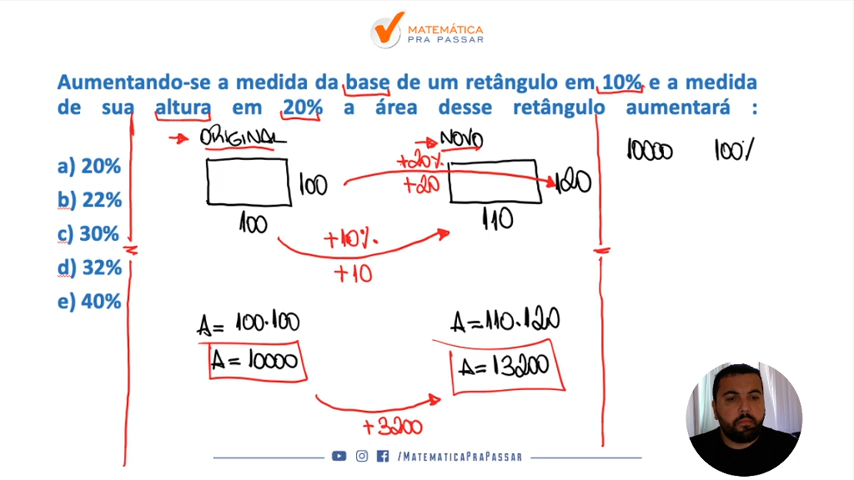 MATEMÁTICA
PRA PASSAR
Aumentando-se a medida da base de um retângulo em 10% e a medida
de sua altura em 20% a área desse retângulo aumentará :
a) 20%
b) 22%
c) 30%
d) 32%
e) 40%
ORIGINAL
100
100
+10%
+10
A = 100.100
A = 10000
NOVO
+20%
+20
120
110
A = 110.120
A = 13200
+3200
10000 100%
/MatematicaPraPassar